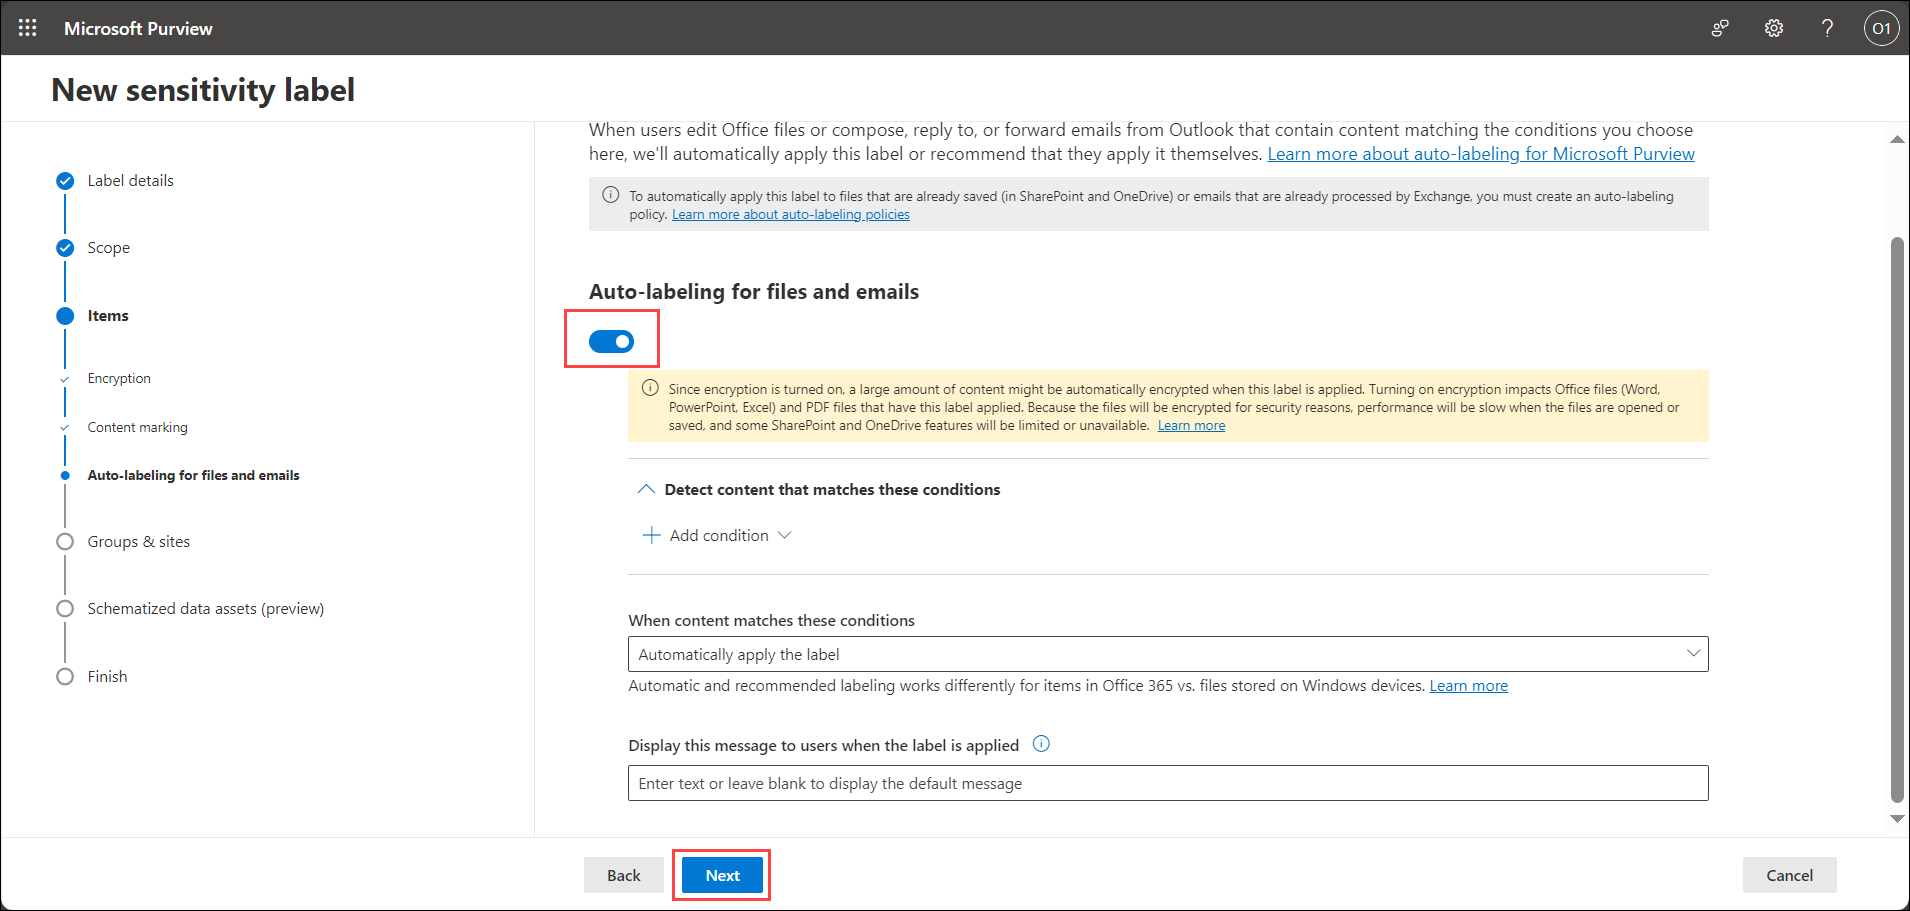 Microsoft Purview
?
O1
New sensitivity label
Label details
Scope
Items
Encryption
Content marking
Auto-labeling for files and emails
Groups & sites
Schematized data assets (preview)
Finish
When users edit Office files or compose, reply to, or forward emails from Outlook that contain content matching the conditions you choose
here, we'll automatically apply this label or recommend that they apply it themselves. Learn more about auto-labeling for Microsoft Purview
To automatically apply this label to files that are already saved (in SharePoint and OneDrive) or emails that are already processed by Exchange, you must create an auto-labeling
policy. Learn more about auto-labeling policies
Auto-labeling for files and emails
Since encryption is turned on, a large amount of content might be automatically encrypted when this label is applied. Turning on encryption impacts Office files (Word,
PowerPoint, Excel) and PDF files that have this label applied. Because the files will be encrypted for security reasons, performance will be slow when the files are opened or
saved, and some SharePoint and OneDrive features will be limited or unavailable. Learn more
Detect content that matches these conditions
Add condition
When content matches these conditions
Automatically apply the label
Automatic and recommended labeling works differently for items in Office 365 vs. files stored on Windows devices. Learn more
Display this message to users when the label is applied
Enter text or leave blank to display the default message
Back
Next
Cancel